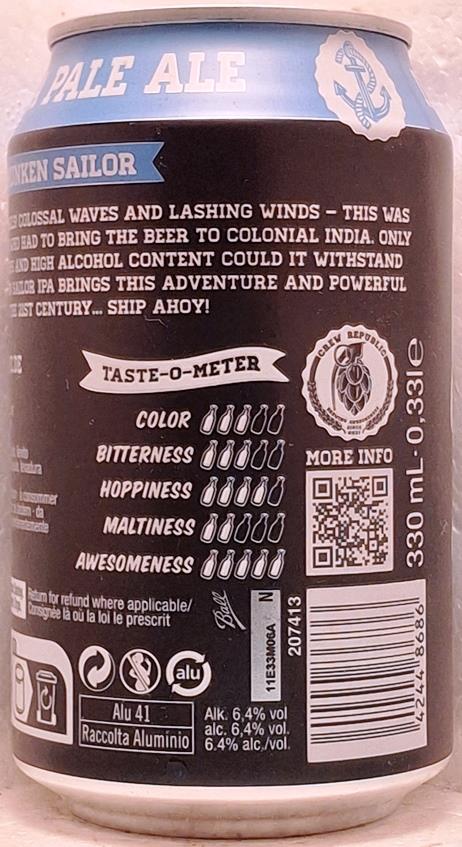 PALE ALE
NKEN SAILOR
COLOSSAL WAVES AND LASHING WINDS – THIS WAS
HAD TO BRING THE BEER TO COLONIAL INDIA. ONLY
AND HIGH ALCOHOL CONTENT COULD IT WITHSTAND
SAILOR IPA BRINGS THIS ADVENTURE AND POWERFUL
21ST CENTURY... SHIP AHOY!
TASTE-O-METER
COLOR
BITTERNESS
HOPPINESS
MALTINESS
AWESOMENESS
CREW REPUBLIC
MORE INFO
330 mL · 0,33l e
Return for refund where applicable/
Consignée là où la loi le prescrit
Ball
11E33M06A
N
207413
alu
Alu 41
Raccolta Aluminio
Alk. 6,4% vol
alc. 6,4% vol.
6.4% alc./vol.
4244 8686